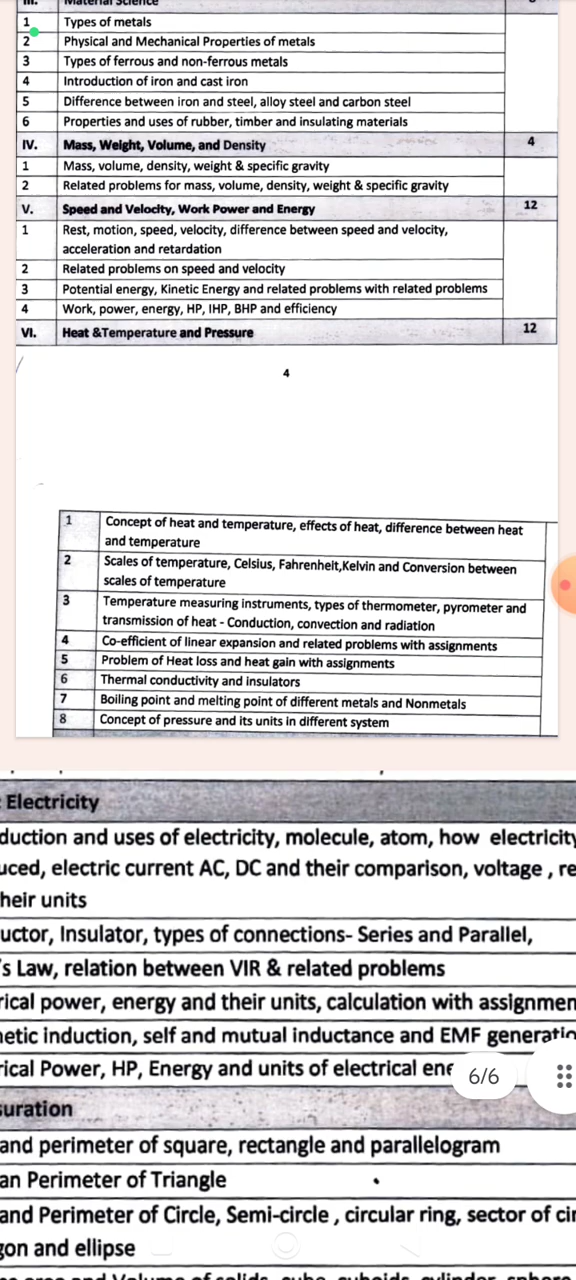 III. Material Science
1 Types of metals
2 Physical and Mechanical Properties of metals
3 Types of ferrous and non-ferrous metals
4 Introduction of iron and cast iron
5 Difference between iron and steel, alloy steel and carbon steel
6 Properties and uses of rubber, timber and insulating materials
IV. Mass, Weight, Volume, and Density 4
1 Mass, volume, density, weight & specific gravity
2 Related problems for mass, volume, density, weight & specific gravity
V. Speed and Velocity, Work Power and Energy 12
1 Rest, motion, speed, velocity, difference between speed and velocity,
acceleration and retardation
2 Related problems on speed and velocity
3 Potential energy, Kinetic Energy and related problems with related problems
4 Work, power, energy, HP, IHP, BHP and efficiency
VI. Heat &Temperature and Pressure 12
4
1 Concept of heat and temperature, effects of heat, difference between heat
and temperature
2 Scales of temperature, Celsius, Fahrenheit,Kelvin and Conversion between
scales of temperature
3 Temperature measuring instruments, types of thermometer, pyrometer and
transmission of heat - Conduction, convection and radiation
4 Co-efficient of linear expansion and related problems with assignments
5 Problem of Heat loss and heat gain with assignments
6 Thermal conductivity and insulators
7 Boiling point and melting point of different metals and Nonmetals
8 Concept of pressure and its units in different system
: Electricity
duction and uses of electricity, molecule, atom, how electricity
uced, electric current AC, DC and their comparison, voltage , re
heir units
uctor, Insulator, types of connections- Series and Parallel,
's Law, relation between VIR & related problems
rical power, energy and their units, calculation with assignmen
netic induction, self and mutual inductance and EMF generatio
rical Power, HP, Energy and units of electrical ene
6/6
suration
and perimeter of square, rectangle and parallelogram
an Perimeter of Triangle
and Perimeter of Circle, Semi-circle , circular ring, sector of cir
gon and ellipse
area and Volume of solids, cube, cuboids, cylinder, sphere